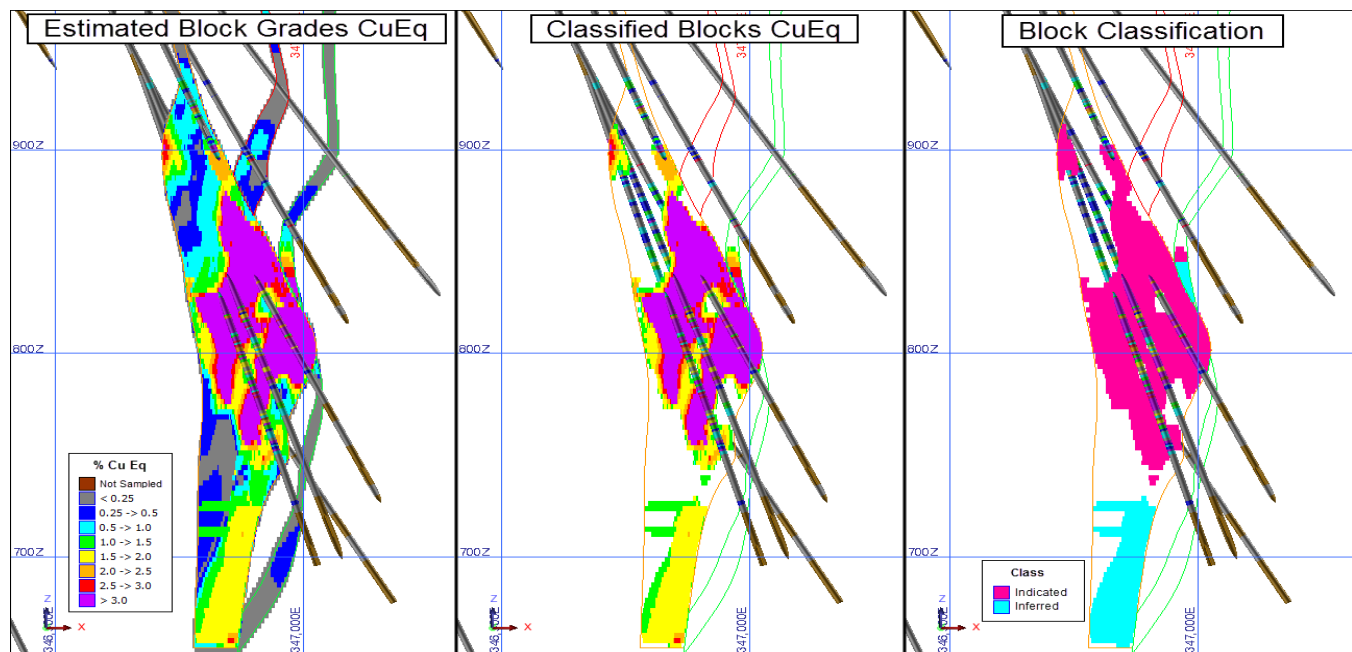 Estimated Block Grades CuEq
Classified Blocks CuEq
Block Classification
900Z
900Z
900Z
800Z
800Z
800Z
700Z
700Z
700Z
% Cu Eq
Not Sampled
< 0.25
0.25 -> 0.5
0.5 -> 1.0
1.0 -> 1.5
1.5 -> 2.0
2.0 -> 2.5
2.5 -> 3.0
> 3.0
Class
Indicated
Inferred
347,000E
347,000E
347,000E
Z
X
Z
X
Z
X